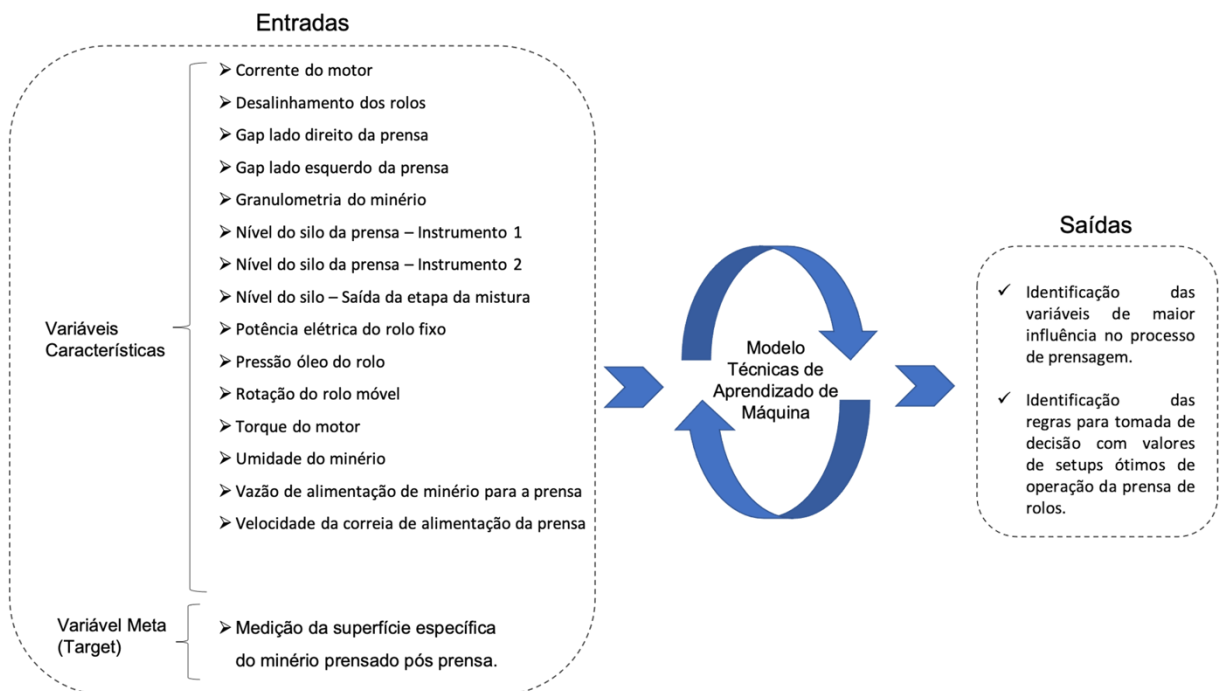 Entradas
Variáveis
Características
➢ Corrente do motor
➢ Desalinhamento dos rolos
➢ Gap lado direito da prensa
➢ Gap lado esquerdo da prensa
➢ Granulometria do minério
➢ Nível do silo da prensa – Instrumento 1
➢ Nível do silo da prensa – Instrumento 2
➢ Nível do silo – Saída da etapa da mistura
➢ Potência elétrica do rolo fixo
➢ Pressão óleo do rolo
➢ Rotação do rolo móvel
➢ Torque do motor
➢ Umidade do minério
➢ Vazão de alimentação de minério para a prensa
➢ Velocidade da correia de alimentação da prensa
Variável Meta
(Target)
➢ Medição da superfície específica
do minério prensado pós prensa.
Modelo
Técnicas de
Aprendizado de
Máquina
Saídas
✓ Identificação das
variáveis de maior
influência no processo
de prensagem.
✓ Identificação das
regras para tomada de
decisão com valores
de setups ótimos de
operação da prensa de
rolos.